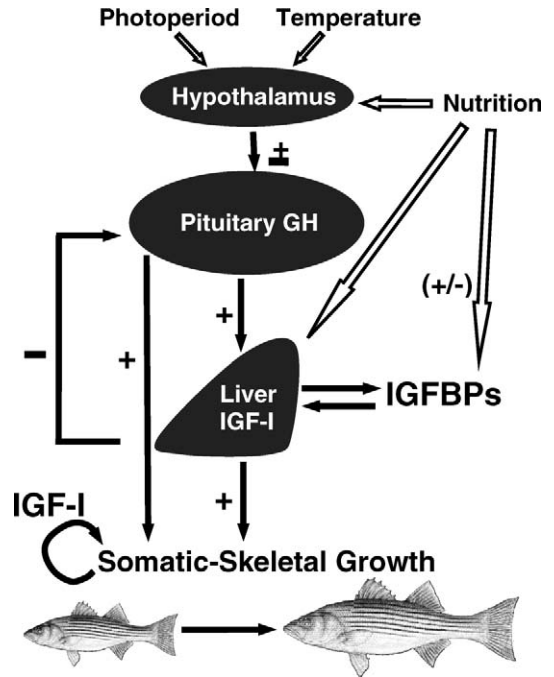 Photoperiod Temperature
Hypothalamus
Nutrition
±
Pituitary GH
(+/-)
+
+
-
Liver
IGF-I
IGFBPs
+
IGF-I
Somatic-Skeletal Growth